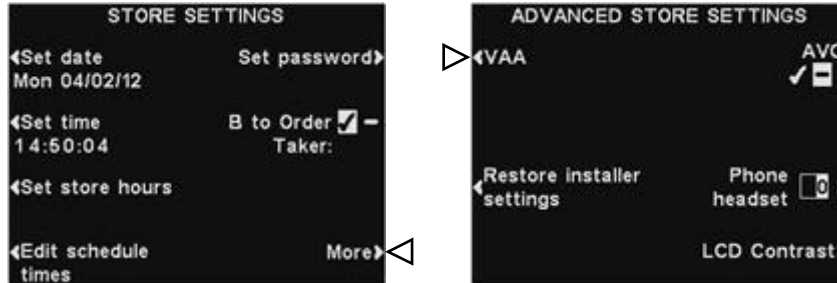 STORE SETTINGS
Set date
Mon 04/02/12
Set password
Set time
14:50:04
B to Order
Taker:
Set store hours
Edit schedule
times
More
ADVANCED STORE SETTINGS
VAA
Restore installer
settings
Phone
headset
0
LCD Contrast